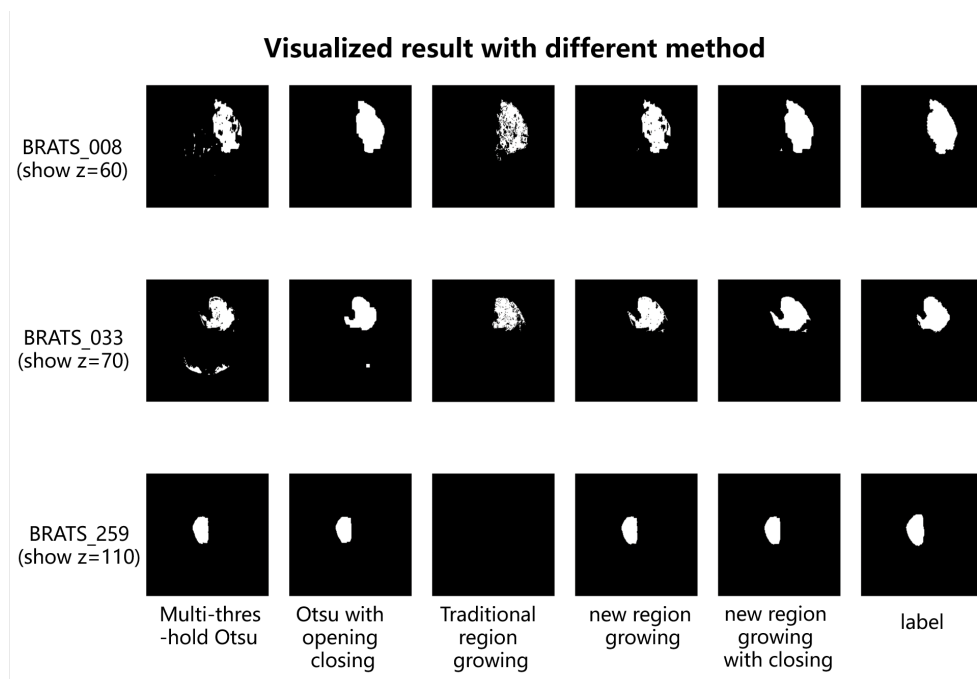 Visualized result with different method
BRATS_008
(show z=60)
BRATS_033
(show z=70)
BRATS_259
(show z=110)
Multi-thres
-hold Otsu
Otsu with
opening
closing
Traditional
region
growing
new region
growing
new region
growing
with closing
label